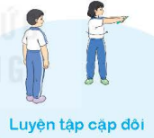 Luyện tập cặp đôi